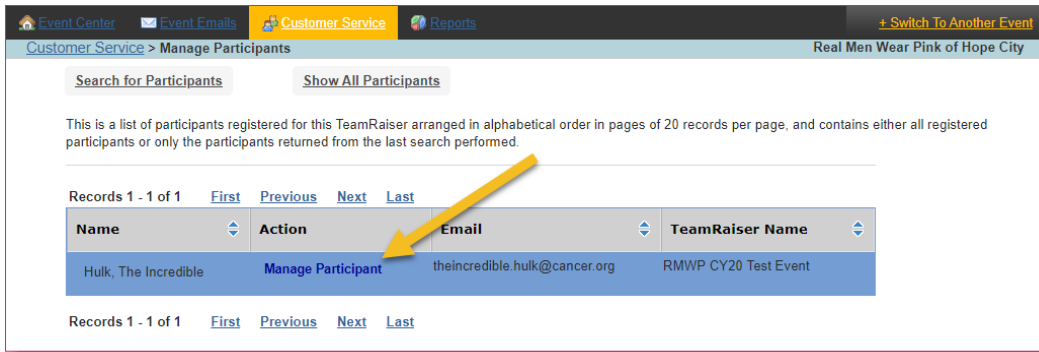 Event Center Event Emails Customer Service Reports + Switch To Another Event
Customer Service > Manage Participants Real Men Wear Pink of Hope City
Search for Participants Show All Participants
This is a list of participants registered for this TeamRaiser arranged in alphabetical order in pages of 20 records per page, and contains either all registered
participants or only the participants returned from the last search performed.
Records 1 - 1 of 1 First Previous Next Last
Name Action Email TeamRaiser Name
Hulk, The Incredible Manage Participant theincredible.hulk@cancer.org RMWP CY20 Test Event
Records 1 - 1 of 1 First Previous Next Last